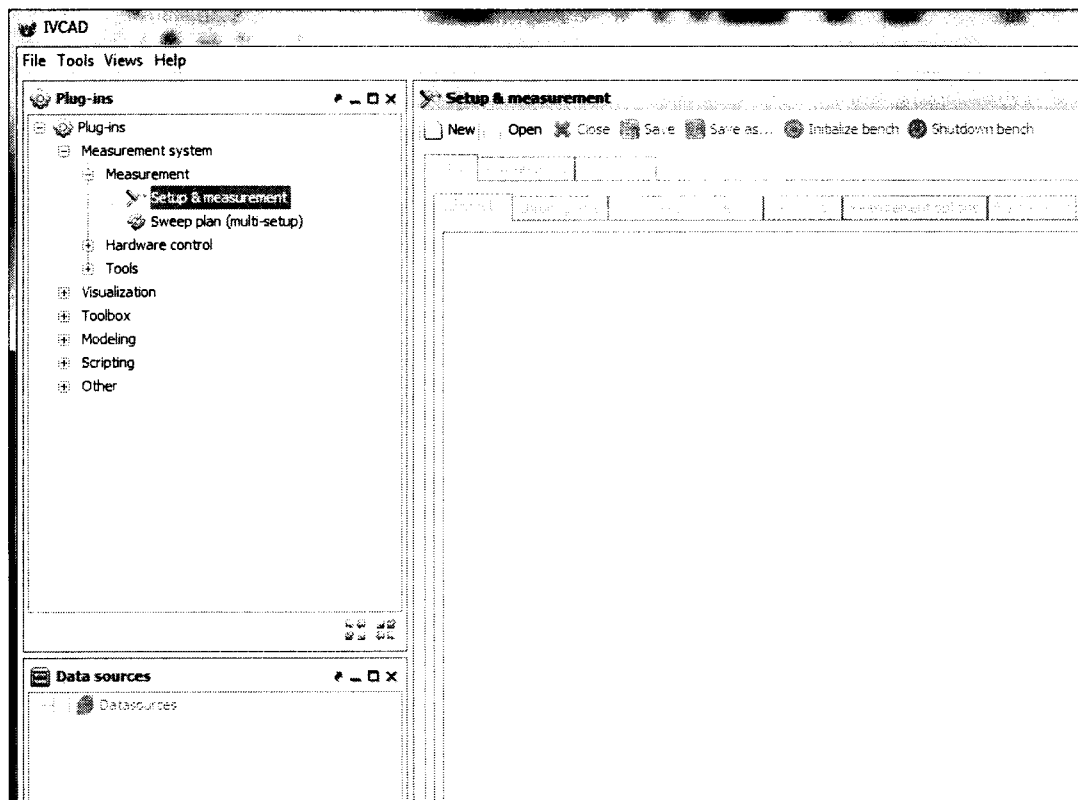 IVCAD
File Tools Views Help
Plug-ins
Plug-ins
Measurement system
Measurement
Setup & measurement
Sweep plan (multi-setup)
Hardware control
Tools
Visualization
Toolbox
Modeling
Scripting
Other
Data sources
Datasources
Setup & measurement
New Open Close Save Save as... Initialize bench Shutdown bench